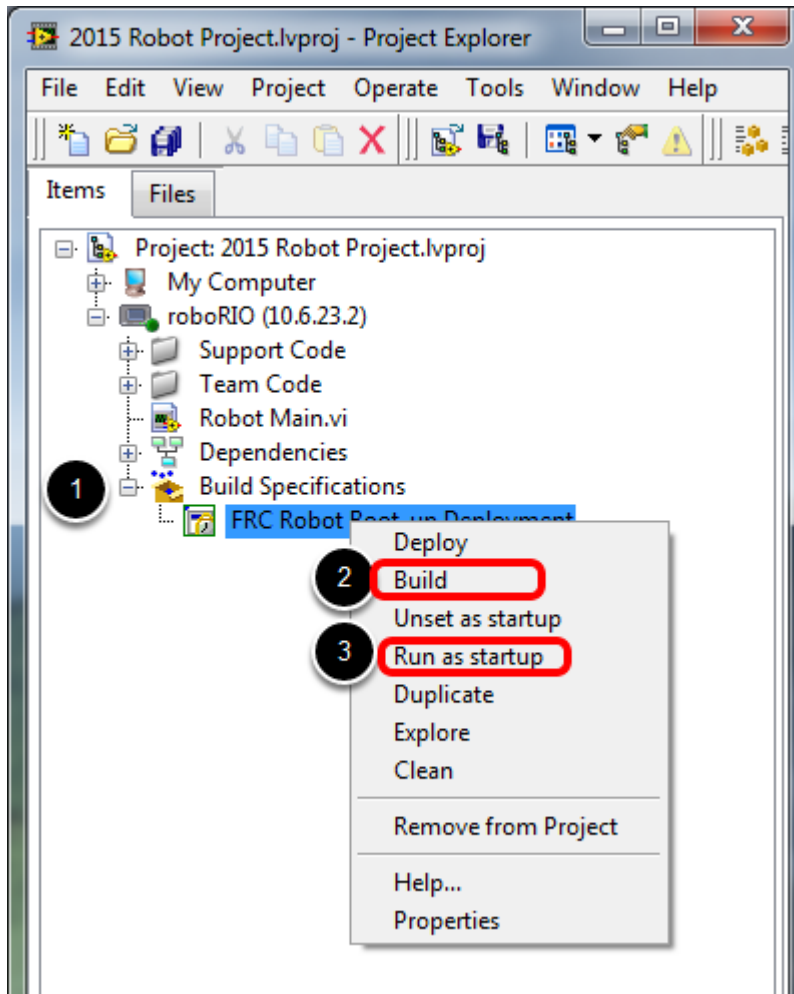 2015 Robot Project.lvproj - Project Explorer
File Edit View Project Operate Tools Window Help
Items Files
Project: 2015 Robot Project.lvproj
My Computer
roboRIO (10.6.23.2)
Support Code
Team Code
Robot Main.vi
Dependencies
1 Build Specifications
FRC Robot Boot-up Deployment
Deploy
2 Build
Unset as startup
3 Run as startup
Duplicate
Explore
Clean
Remove from Project
Help...
Properties